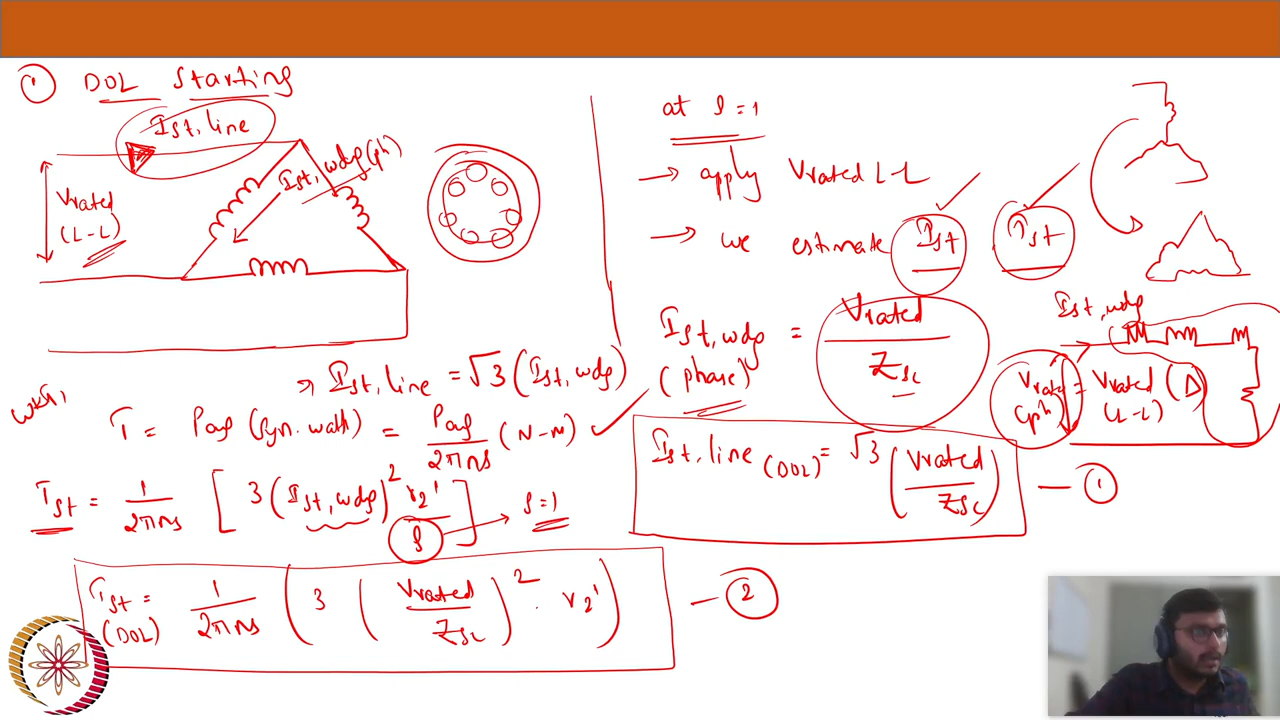 ① DOL Starting
Ist, line
Ist, wdg (ph)
Vrated
(L-L)
⇒ Ist, line = √3 (Ist, wdg)
T = Pag (syn. watt) = Pag / 2πns (N-m) ✓
Tst = 1 / 2πns [ 3 (Ist, wdg)² r2' / s ] → s=1
Tst = 1 / 2πns ( 3 ( Vrated / Zsc )² . r2' ) — ②
(DOL)
at s=1
→ apply Vrated L-L
→ we estimate Ist Tst
Ist, wdg = Vrated / Zsc
(phase)
Ist, wdg
Vrated (ph) = Vrated (L-L) (Δ)
Ist, line (DOL) = √3 ( Vrated / Zsc ) — ①